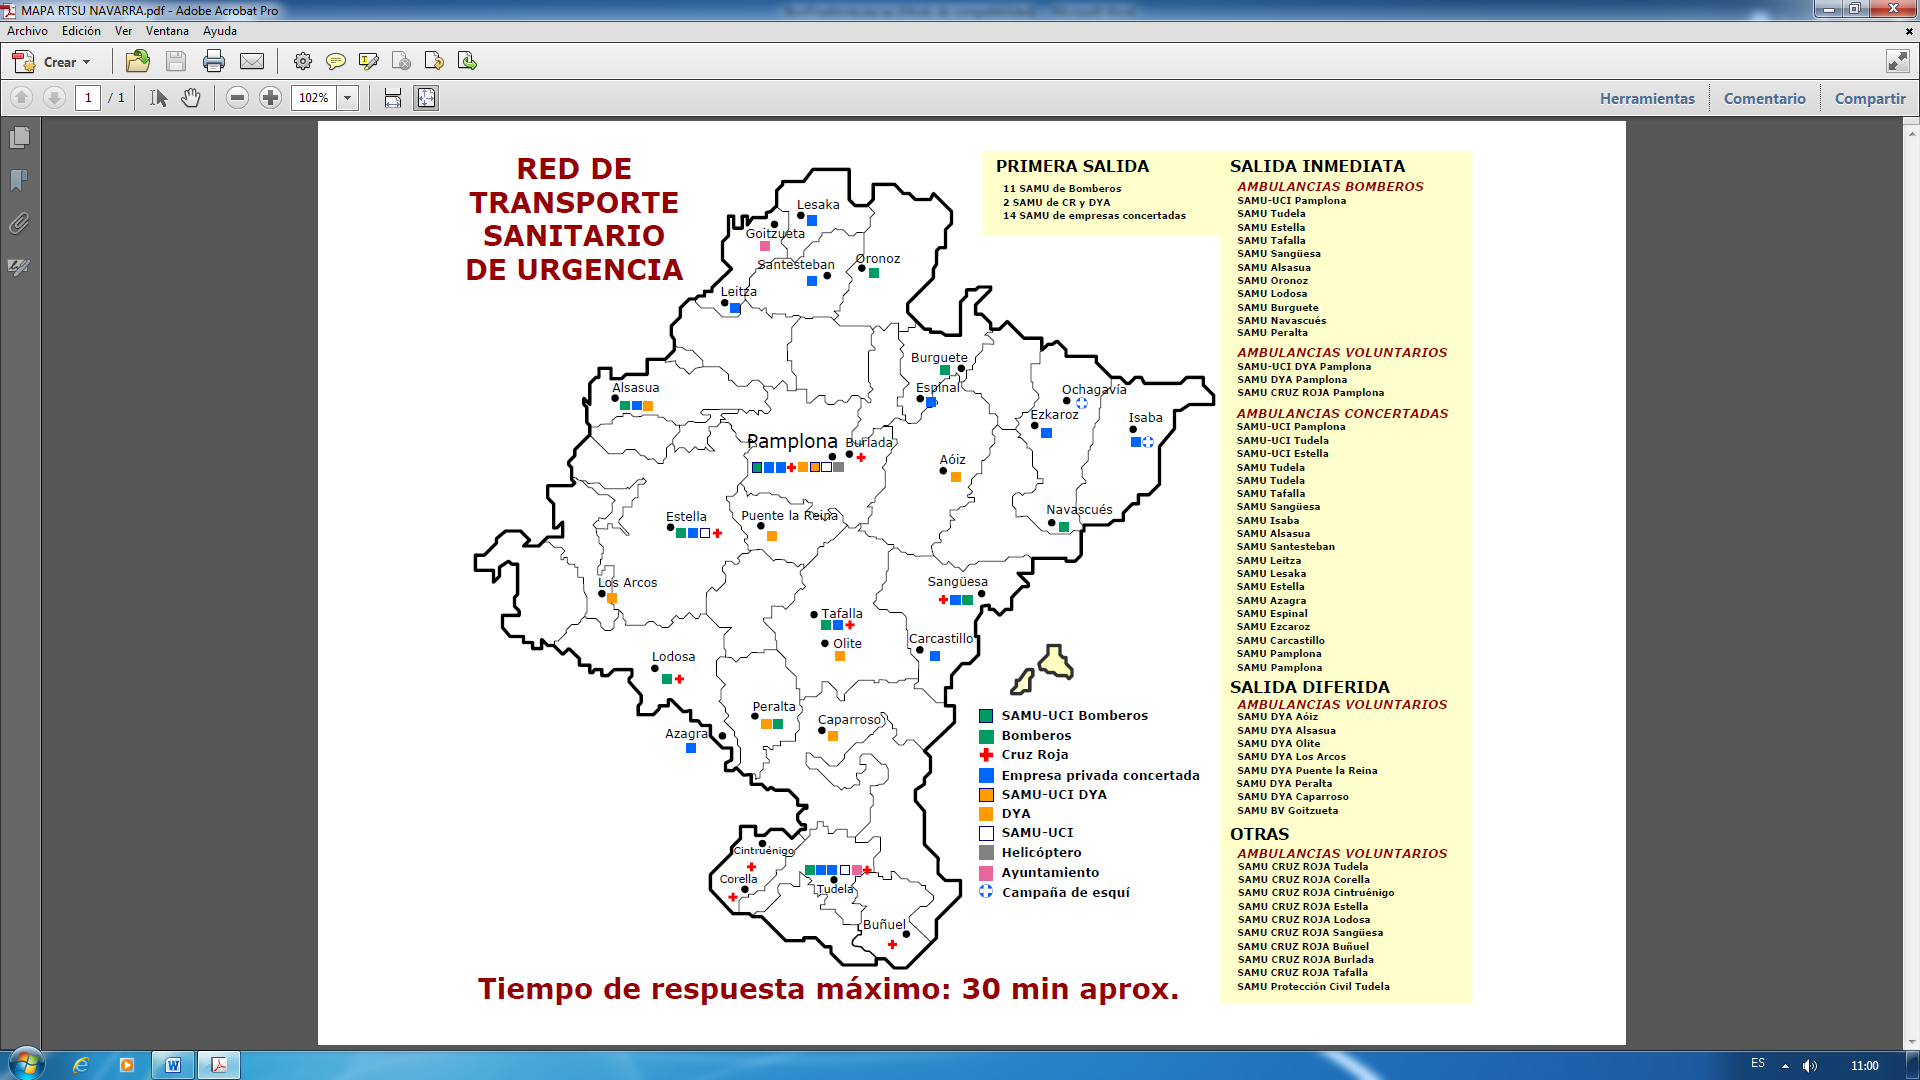 MAPA RTSU NAVARRA.pdf - Adobe Acrobat Pro
Archivo Edición Ver Ventana Ayuda
Crear
1 / 1 102% Herramientas Comentario Compartir
RED DE
TRANSPORTE
SANITARIO
DE URGENCIA
Lesaka
Goitzueta
Santesteban
Oronoz
Leitza
Burguete
Alsasua
Espinal
Ochagavía
Ezkaroz
Isaba
Pamplona
Burlada
Aóiz
Estella
Puente la Reina
Navascués
Los Arcos
Sangüesa
Tafalla
Olite
Carcastillo
Lodosa
Peralta
Caparroso
Azagra
Cintruénigo
Corella
Tudela
Buñuel
SAMU-UCI Bomberos
Bomberos
Cruz Roja
Empresa privada concertada
SAMU-UCI DYA
DYA
SAMU-UCI
Helicóptero
Ayuntamiento
Campaña de esquí
Tiempo de respuesta máximo: 30 min aprox.
PRIMERA SALIDA
11 SAMU de Bomberos
2 SAMU de CR y DYA
14 SAMU de empresas concertadas
SALIDA INMEDIATA
AMBULANCIAS BOMBEROS
SAMU-UCI Pamplona
SAMU Tudela
SAMU Estella
SAMU Tafalla
SAMU Sangüesa
SAMU Alsasua
SAMU Oronoz
SAMU Lodosa
SAMU Burguete
SAMU Navascués
SAMU Peralta
AMBULANCIAS VOLUNTARIOS
SAMU-UCI DYA Pamplona
SAMU DYA Pamplona
SAMU CRUZ ROJA Pamplona
AMBULANCIAS CONCERTADAS
SAMU-UCI Pamplona
SAMU-UCI Tudela
SAMU-UCI Estella
SAMU Tudela
SAMU Tudela
SAMU Tafalla
SAMU Sangüesa
SAMU Isaba
SAMU Alsasua
SAMU Santesteban
SAMU Leitza
SAMU Lesaka
SAMU Estella
SAMU Azagra
SAMU Espinal
SAMU Ezcaroz
SAMU Carcastillo
SAMU Pamplona
SAMU Pamplona
SALIDA DIFERIDA
AMBULANCIAS VOLUNTARIOS
SAMU DYA Aóiz
SAMU DYA Alsasua
SAMU DYA Olite
SAMU DYA Los Arcos
SAMU DYA Puente la Reina
SAMU DYA Peralta
SAMU DYA Caparroso
SAMU BV Goitzueta
OTRAS
AMBULANCIAS VOLUNTARIOS
SAMU CRUZ ROJA Tudela
SAMU CRUZ ROJA Corella
SAMU CRUZ ROJA Cintruénigo
SAMU CRUZ ROJA Estella
SAMU CRUZ ROJA Lodosa
SAMU CRUZ ROJA Sangüesa
SAMU CRUZ ROJA Buñuel
SAMU CRUZ ROJA Burlada
SAMU CRUZ ROJA Tafalla
SAMU Protección Civil Tudela
ES 11:00